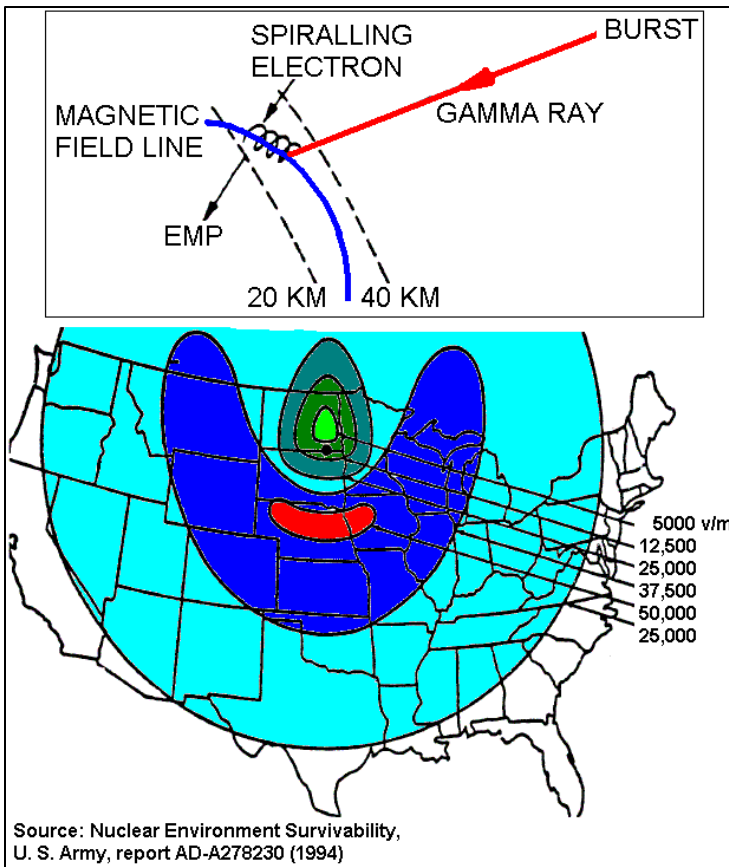 SPIRALLING
ELECTRON
BURST
MAGNETIC
FIELD LINE
GAMMA RAY
EMP
20 KM
40 KM
5000 v/m
12,500
25,000
37,500
50,000
25,000
Source: Nuclear Environment Survivability,
U. S. Army, report AD-A278230 (1994)